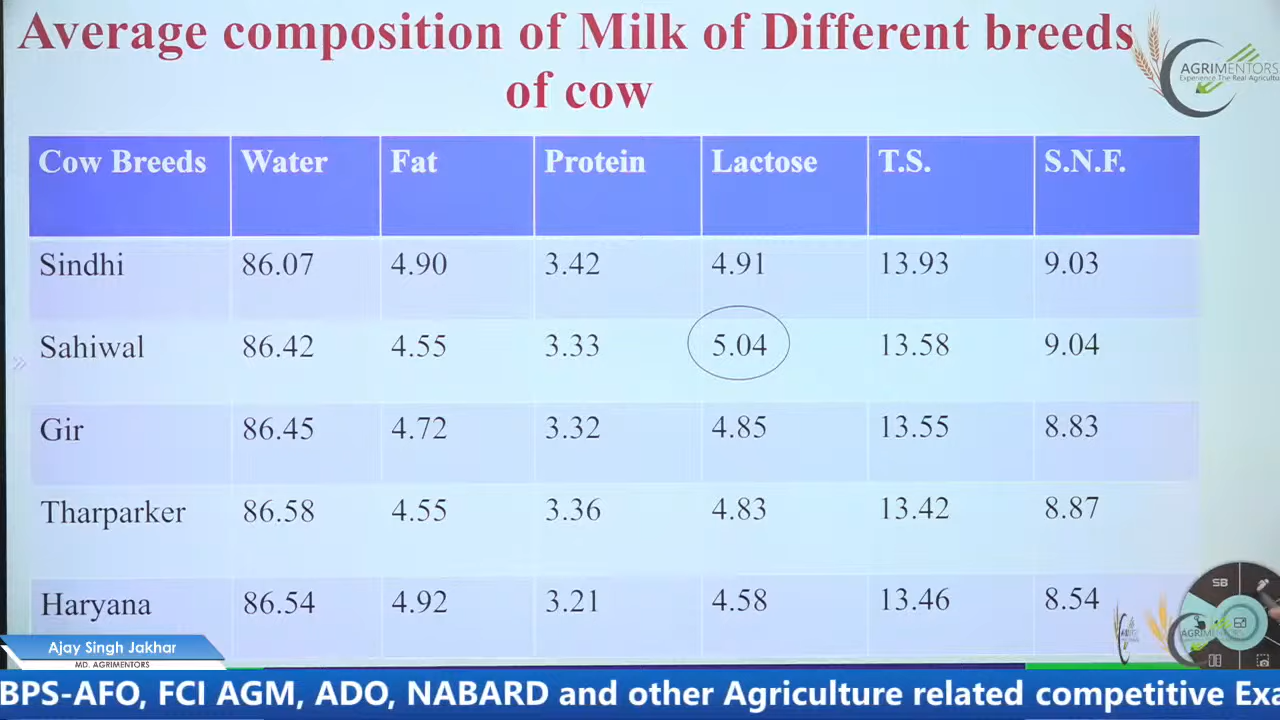 Average composition of Milk of Different breeds
of cow
AGRIMENTORS
Experience The Real Agricultu
Cow Breeds Water Fat Protein Lactose T.S. S.N.F.
Sindhi 86.07 4.90 3.42 4.91 13.93 9.03
Sahiwal 86.42 4.55 3.33 5.04 13.58 9.04
Gir 86.45 4.72 3.32 4.85 13.55 8.83
Tharparker 86.58 4.55 3.36 4.83 13.42 8.87
Haryana 86.54 4.92 3.21 4.58 13.46 8.54
SB
Ajay Singh Jakhar
MD. AGRIMENTORS
BPS-AFO, FCI AGM, ADO, NABARD and other Agriculture related competitive Exa